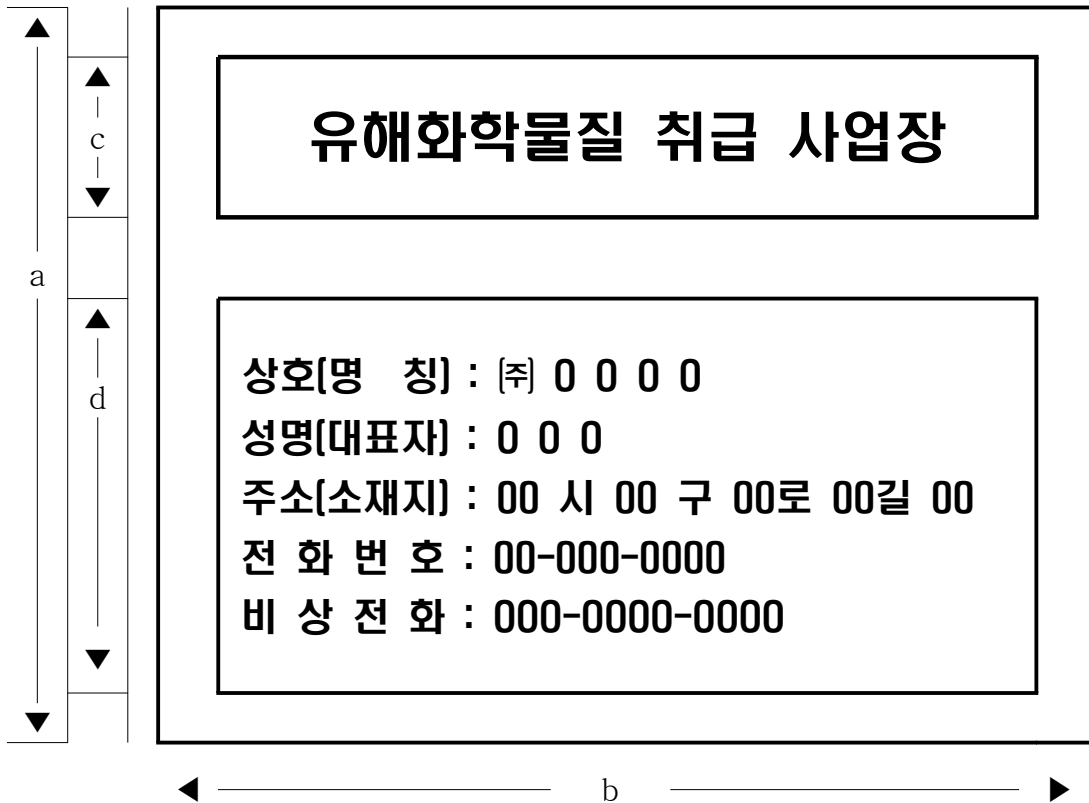 유해화학물질 취급 사업장
상호(명 칭) : ㈜ 0 0 0 0
성명(대표자) : 0 0 0
주소(소재지) : 00 시 00 구 00로 00길 00
전 화 번 호 : 00-000-0000
비 상 전 화 : 000-0000-0000
a
c
d
b